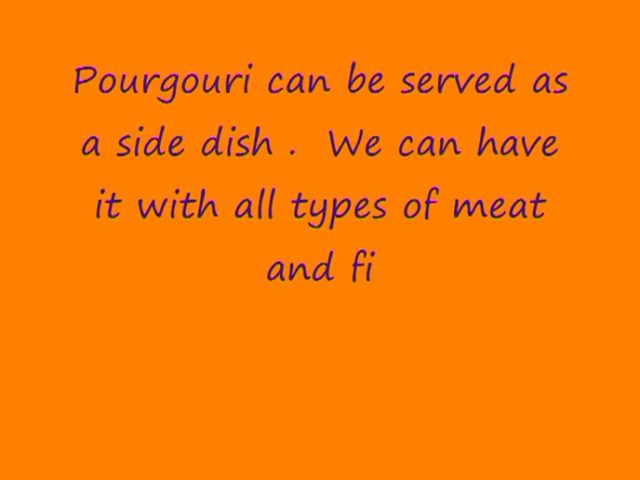 Pourgouri can be served as
a side dish .  We can have
it with all types of meat
and fi